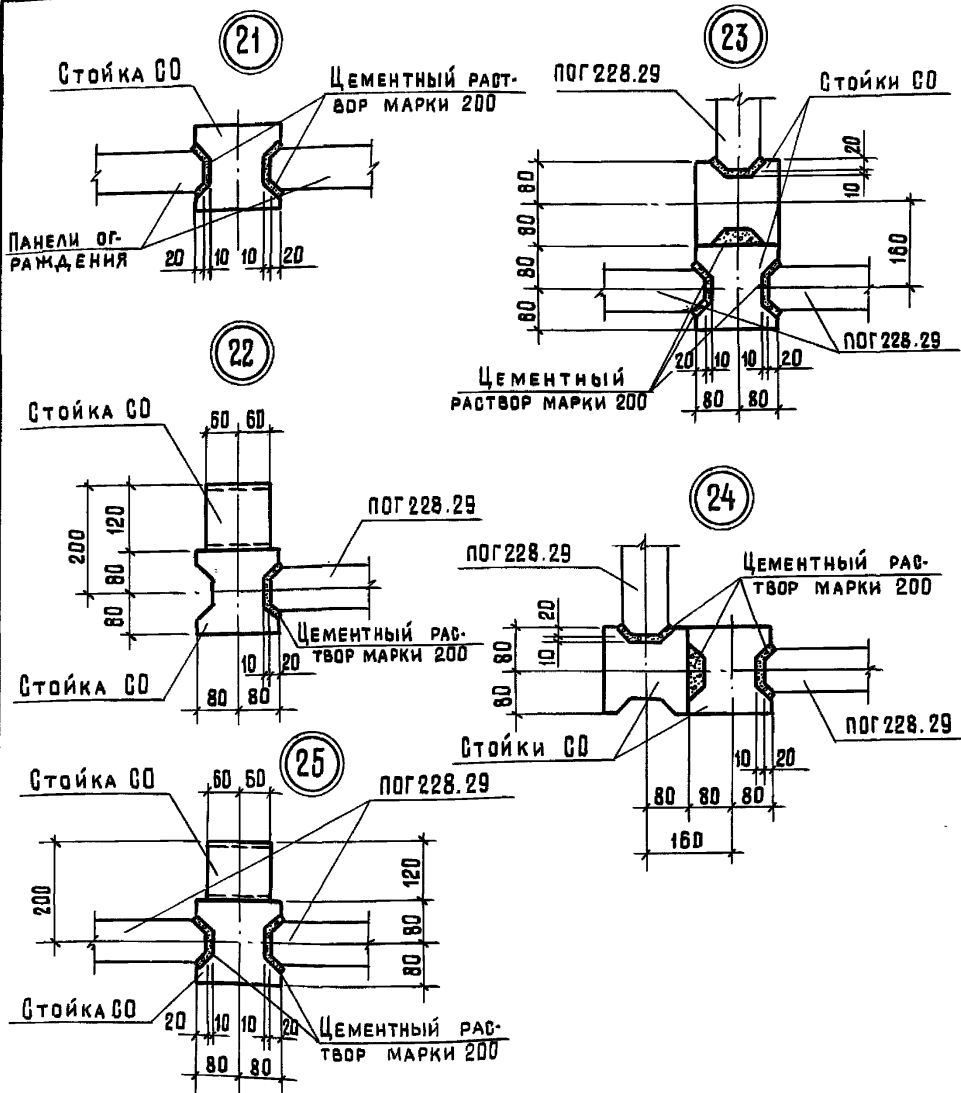 21
Стойка СО
Цементный раст-
вор марки 200
Панели ог-
раждения
20 10 10 20
22
Стойка СО
60 60
200
120
80
80
ПОГ228.29
Цементный рас-
твор марки 200
10 20
Стойка СО
80 80
25
Стойка СО
60 60
ПОГ228.29
200
120
80
80
Стойка СО
20 10 10 20
Цементный рас-
твор марки 200
80 80
23
ПОГ228.29
Стойки СО
20
10
80
80
80
80
160
ПОГ228.29
20 10 10 20
Цементный
раствор марки 200
80 80
24
ПОГ228.29
Цементный рас-
твор марки 200
20
10
80
80
ПОГ228.29
Стойки СО
10 20
80 80 80
160